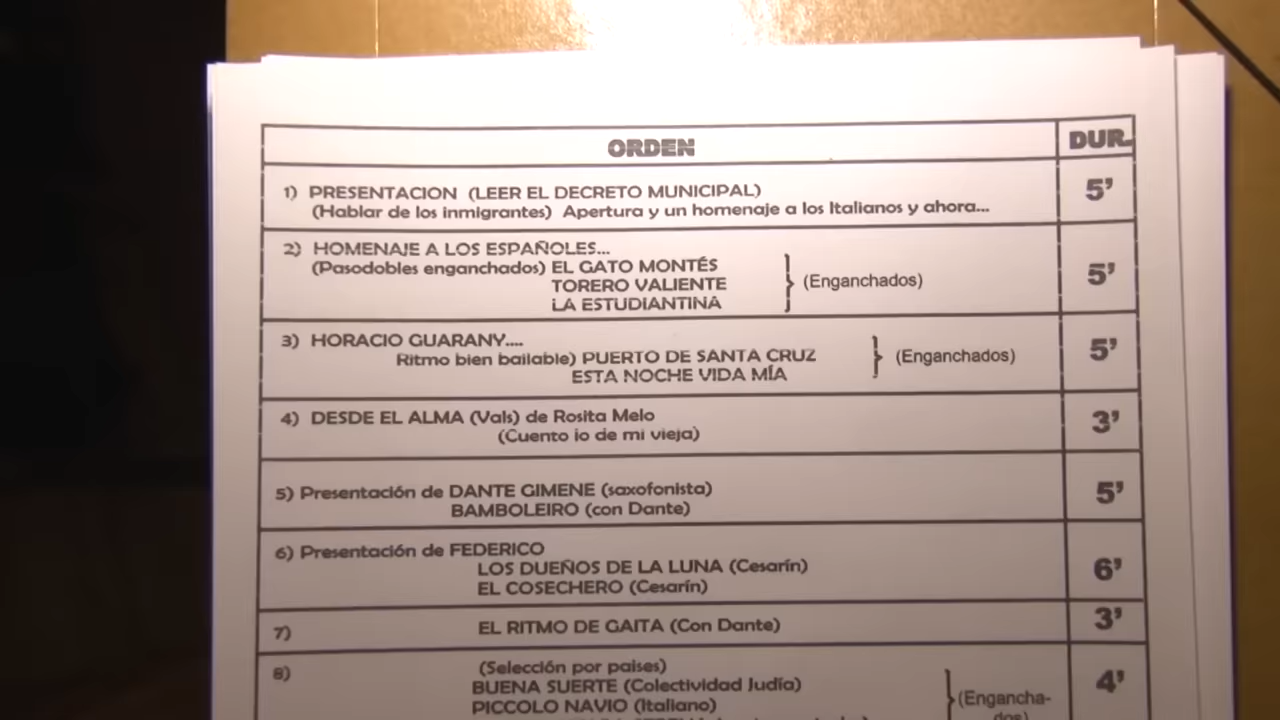 ORDEN DUR.
1) PRESENTACION (LEER EL DECRETO MUNICIPAL) 5’
(Hablar de los inmigrantes) Apertura y un homenaje a los Italianos y ahora...
2) HOMENAJE A LOS ESPAÑOLES...
(Pasodobles enganchados) EL GATO MONTÉS
TORERO VALIENTE (Enganchados) 5’
LA ESTUDIANTINA
3) HORACIO GUARANY....
Ritmo bien bailable) PUERTO DE SANTA CRUZ (Enganchados) 5’
ESTA NOCHE VIDA MÍA
4) DESDE EL ALMA (Vals) de Rosita Melo 3’
(Cuento lo de mi vieja)
5) Presentación de DANTE GIMENE (saxofonista) 5’
BAMBOLEIRO (con Dante)
6) Presentación de FEDERICO
LOS DUEÑOS DE LA LUNA (Cesarín) 6’
EL COSECHERO (Cesarín)
7) EL RITMO DE GAITA (Con Dante) 3’
8) (Selección por paises)
BUENA SUERTE (Colectividad Judía) 4’
PICCOLO NAVIO (Italiano) (Engancha-
dos)